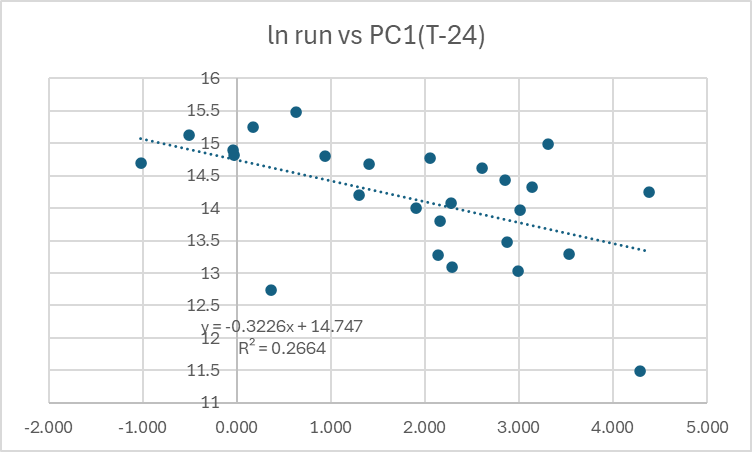 ln run vs PC1(T-24)
16
15.5
15
14.5
14
13.5
13
12.5
y = -0.3226x + 14.747
12
R² = 0.2664
11.5
11
-2.000 -1.000 0.000 1.000 2.000 3.000 4.000 5.000